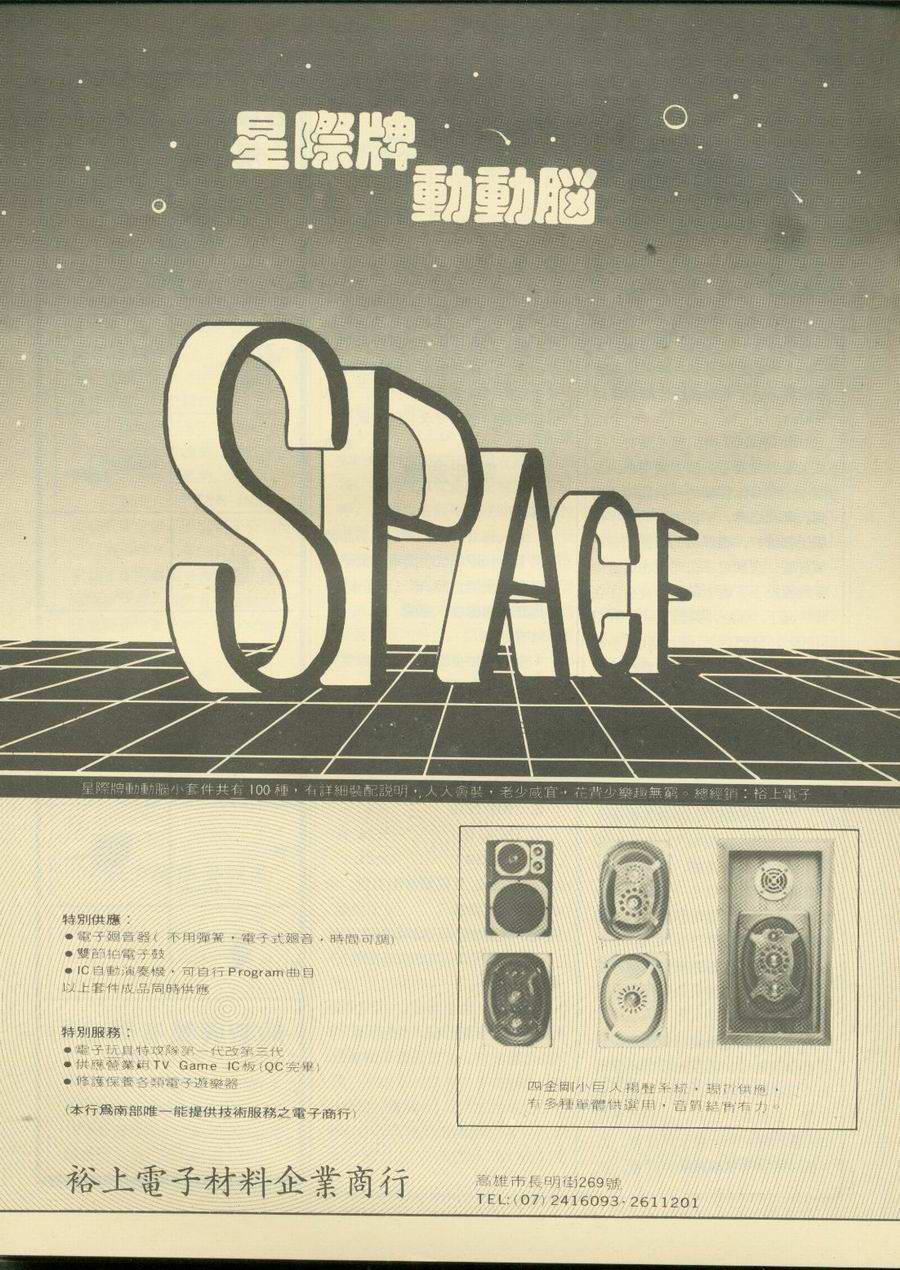 星際牌
動動脳
SPACE
星際牌動動腦小套件共有100種，有詳細裝配説明，人人會裝，老少咸宜，花費少樂趣無窮。總經銷：裕上電子
特別供應：
●電子廻音器(不用彈簧，電子式廻音，時間可調)
●雙節拍電子鼓
●IC自動演奏機，可自行Program曲目
以上套件成品同時供應
特別服務：
●電子玩具特攻隊第一代改第三代
●供應營業用TV Game IC板(QC完畢)
●修護保養各類電子遊樂器
(本行爲南部唯一能提供技術服務之電子商行)
四金剛小巨人揚聲系統，現貨供應，
有多種單體供選用，音質結實有力。
裕上電子材料企業商行
高雄市長明街269號
TEL:(07)2416093·2611201